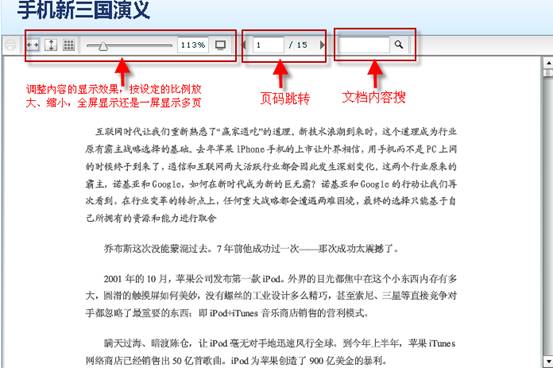 手机新三国演义
113%
1 / 15
调整内容的显示效果,按设定的比例放
大、缩小,全屏显示还是一屏显示多页
页码跳转
文档内容搜
互联网时代让我们重新熟悉了“赢家通吃”的道理。新技术浪潮到来时,这个道理成为行业
原有霸主战略选择的基础。去年苹果 iPhone 手机的上市让外界相信,用手机而不是 PC 上网
的时候终于到来了,通信和互联网两大活跃行业都会因此发生深刻变化。这两个行业原来的
霸主,诺基亚和 Google,如何在新时代成为新的巨无霸?诺基亚和 Google 的行动让我们再
次看到,在行业变革的转折点上,任何重大战略都会遭遇两难困境,最终的选择只能基于自
己所拥有的资源和能力进行取舍
乔布斯这次没能蒙混过去。7 年前他成功过一次——那次成功太震撼了。
2001 年的 10 月,苹果公司发布第一款 iPod。外界的目光都焦中在这个小东西内存有多
大,圆滑的触摸屏如何美妙,没有螺丝的工业设计多么精巧,甚至索尼、三星等直接竞争对
手都忽略了最重要的东西:即 iPod+iTunes 音乐商店销售的营利模式。
瞒天过海、暗渡陈仓,让 iPod 毫无对手地迅速风行全球。到今年上半年,苹果 iTunes
网络商店已经销售出 50 亿首歌曲。iPod 为苹果创造了 900 亿美金的暴利。